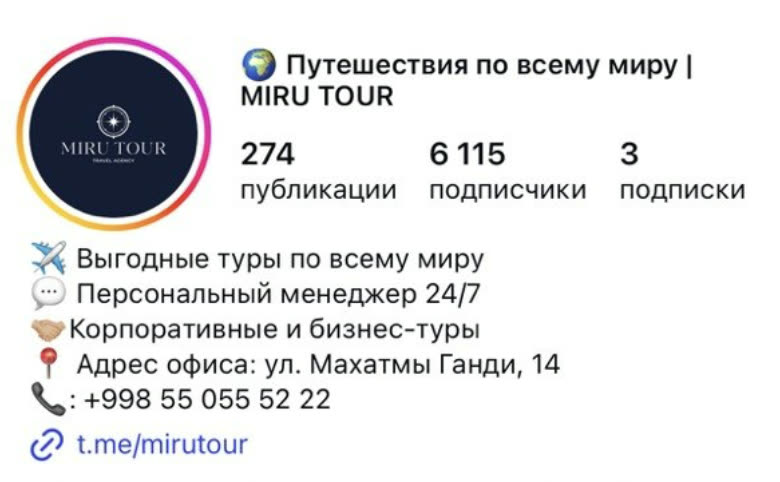 MIRU TOUR
TRAVEL AGENCY
🌍 Путешествия по всему миру |
MIRU TOUR
274 6 115 3
публикации подписчики подписки
✈️ Выгодные туры по всему миру
💬 Персональный менеджер 24/7
🤝🏼Корпоративные и бизнес-туры
📍 Адрес офиса: ул. Махатмы Ганди, 14
📞: +998 55 055 52 22
t.me/mirutour